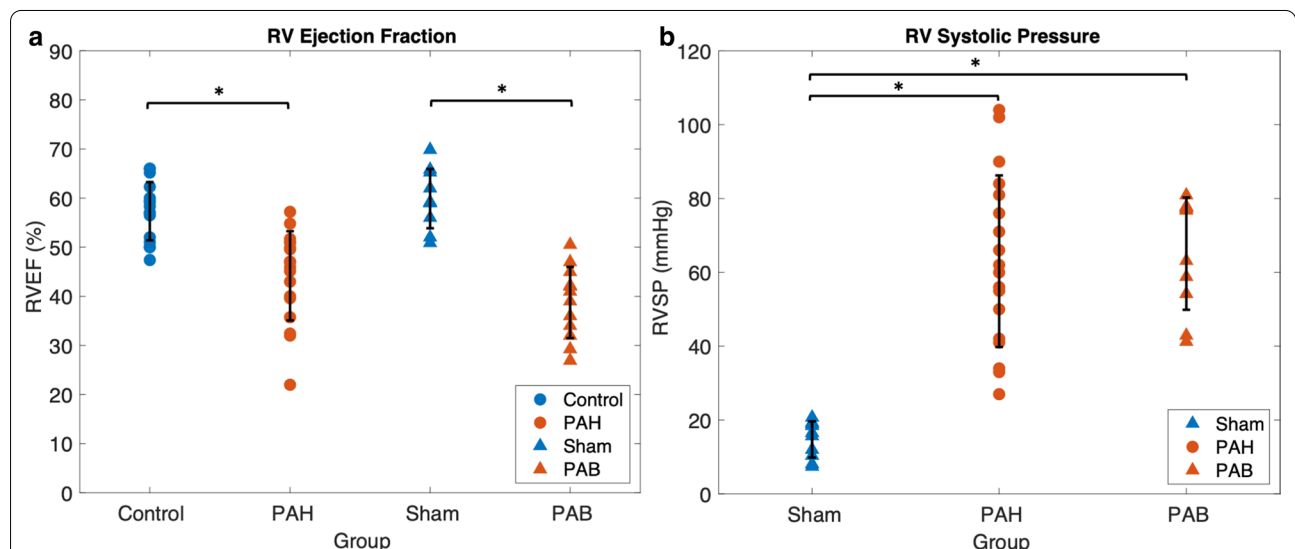 a
RV Ejection Fraction
90
80
70
60
50
40
30
20
10
0
RVEF (%)
*
*
Control
PAH
Sham
PAB
Control
PAH
Sham
PAB
Group
b
RV Systolic Pressure
120
100
80
60
40
20
0
RVSP (mmHg)
*
*
Sham
PAH
PAB
Sham
PAH
PAB
Group